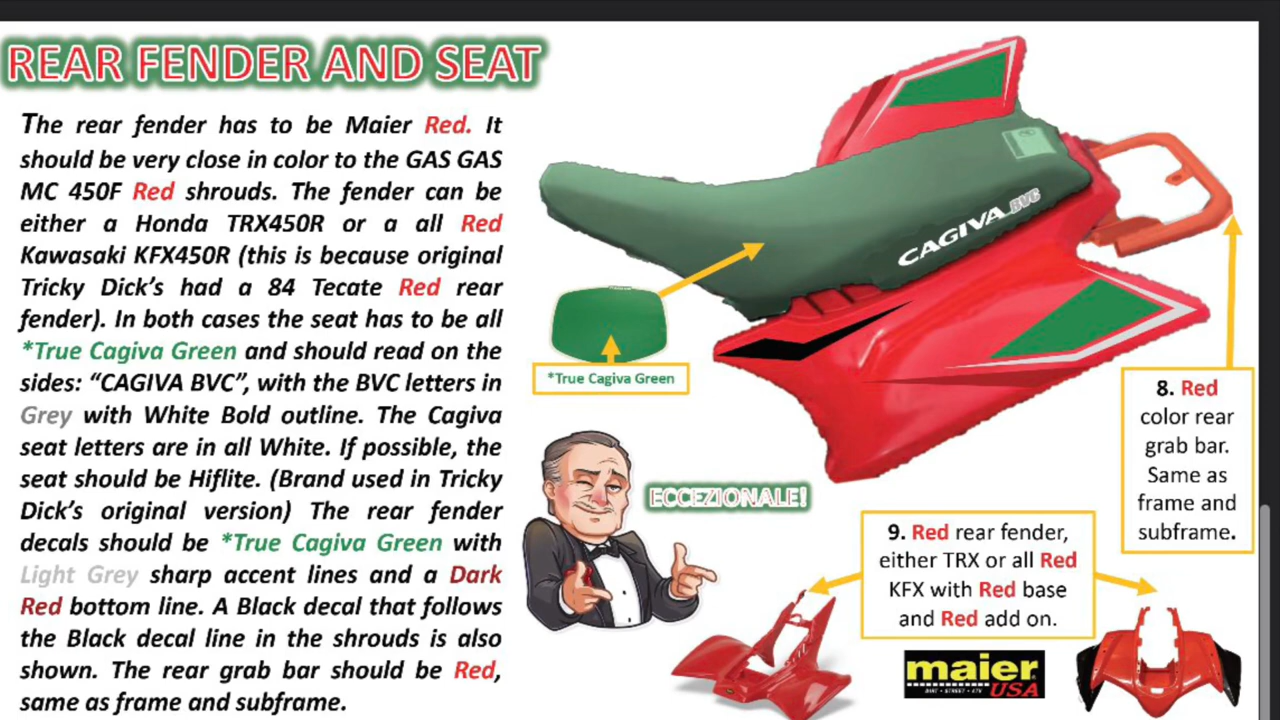 REAR FENDER AND SEAT
The rear fender has to be Maier Red. It
should be very close in color to the GAS GAS
MC 450F Red shrouds. The fender can be
either a Honda TRX450R or a all Red
Kawasaki KFX450R (this is because original
Tricky Dick's had a 84 Tecate Red rear
fender). In both cases the seat has to be all
*True Cagiva Green and should read on the
sides: "CAGIVA BVC", with the BVC letters in
Grey with White Bold outline. The Cagiva
seat letters are in all White. If possible, the
seat should be Hiflite. (Brand used in Tricky
Dick's original version) The rear fender
decals should be *True Cagiva Green with
Light Grey sharp accent lines and a Dark
Red bottom line. A Black decal that follows
the Black decal line in the shrouds is also
shown. The rear grab bar should be Red,
same as frame and subframe.
CAGIVA BVC
*True Cagiva Green
ECCEZIONALE!
8. Red
color rear
grab bar.
Same as
frame and
subframe.
9. Red rear fender,
either TRX or all Red
KFX with Red base
and Red add on.
maier
USA
DIRT • STREET • ATV